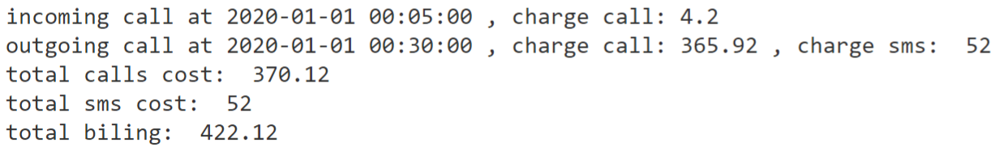 incoming call at 2020-01-01 00:05:00 , charge call: 4.2
outgoing call at 2020-01-01 00:30:00 , charge call: 365.92 , charge sms:  52
total calls cost:  370.12
total sms cost:  52
total biling:  422.12